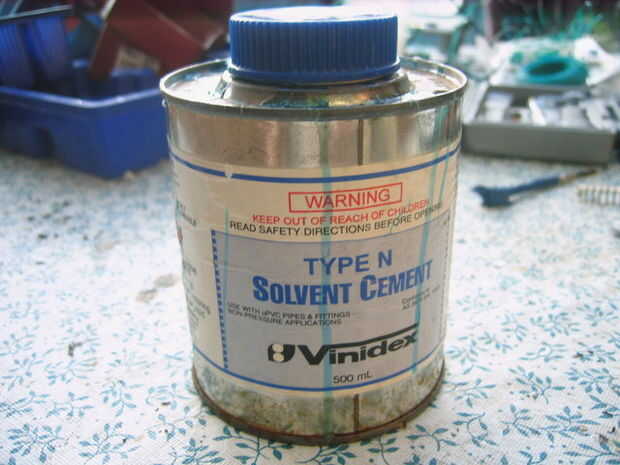 WARNING
KEEP OUT OF REACH OF CHILDREN
READ SAFETY DIRECTIONS BEFORE OPENING
TYPE N
SOLVENT CEMENT
USE WITH uPVC PIPES & FITTINGS -
NON-PRESSURE APPLICATIONS
Vinidex
500 mL